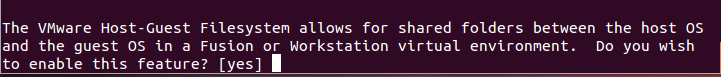 The VMware Host-Guest Filesystem allows for shared folders between the host OS
and the guest OS in a Fusion or Workstation virtual environment.  Do you wish
to enable this feature? [yes]